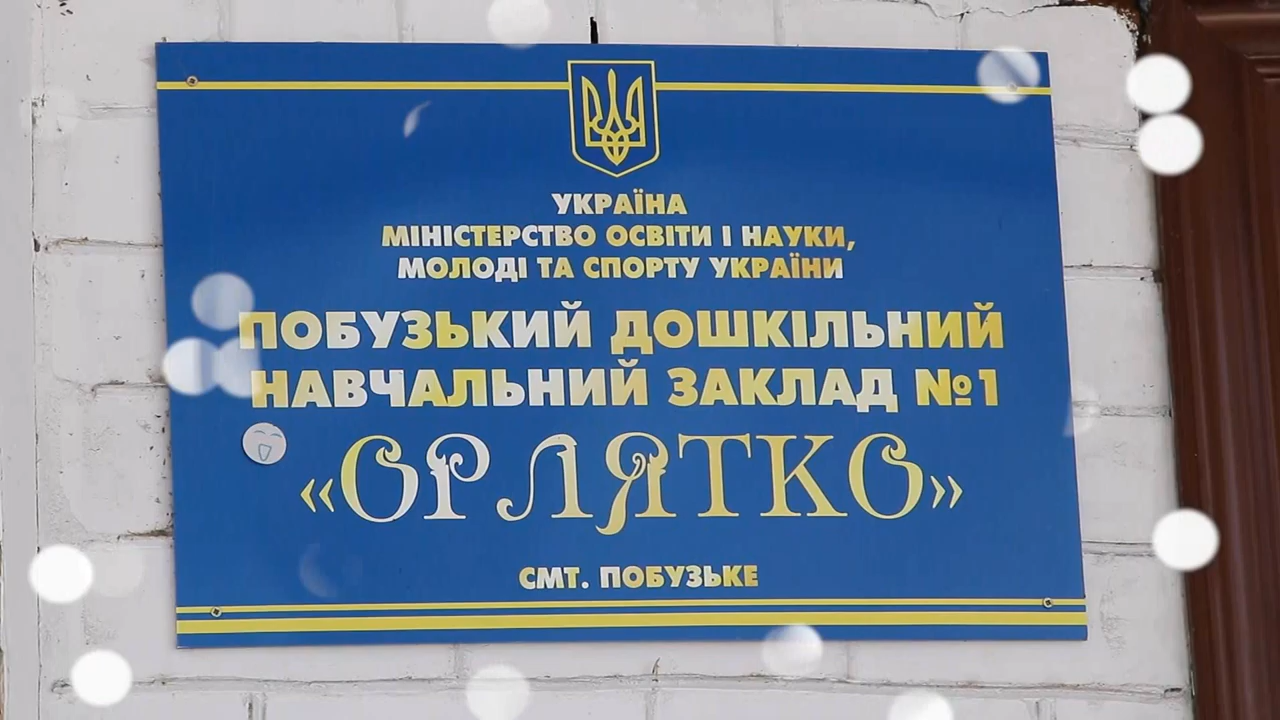 УКРАЇНА
МІНІСТЕРСТВО ОСВІТИ І НАУКИ,
МОЛОДІ ТА СПОРТУ УКРАЇНИ
ПОБУЗЬКИЙ ДОШКІЛЬНИЙ
НАВЧАЛЬНИЙ ЗАКЛАД №1
«ОРЛЯТКО»
СМТ. ПОБУЗЬКЕ